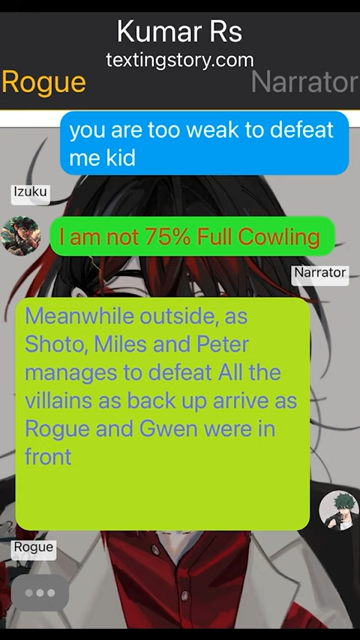 Kumar Rs
textingstory.com
Rogue
Narrator
you are too weak to defeat
me kid
Izuku
I am not 75% Full Cowling
Narrator
Meanwhile outside, as
Shoto, Miles and Peter
manages to defeat All the
villains as back up arrive as
Rogue and Gwen were in
front
Rogue